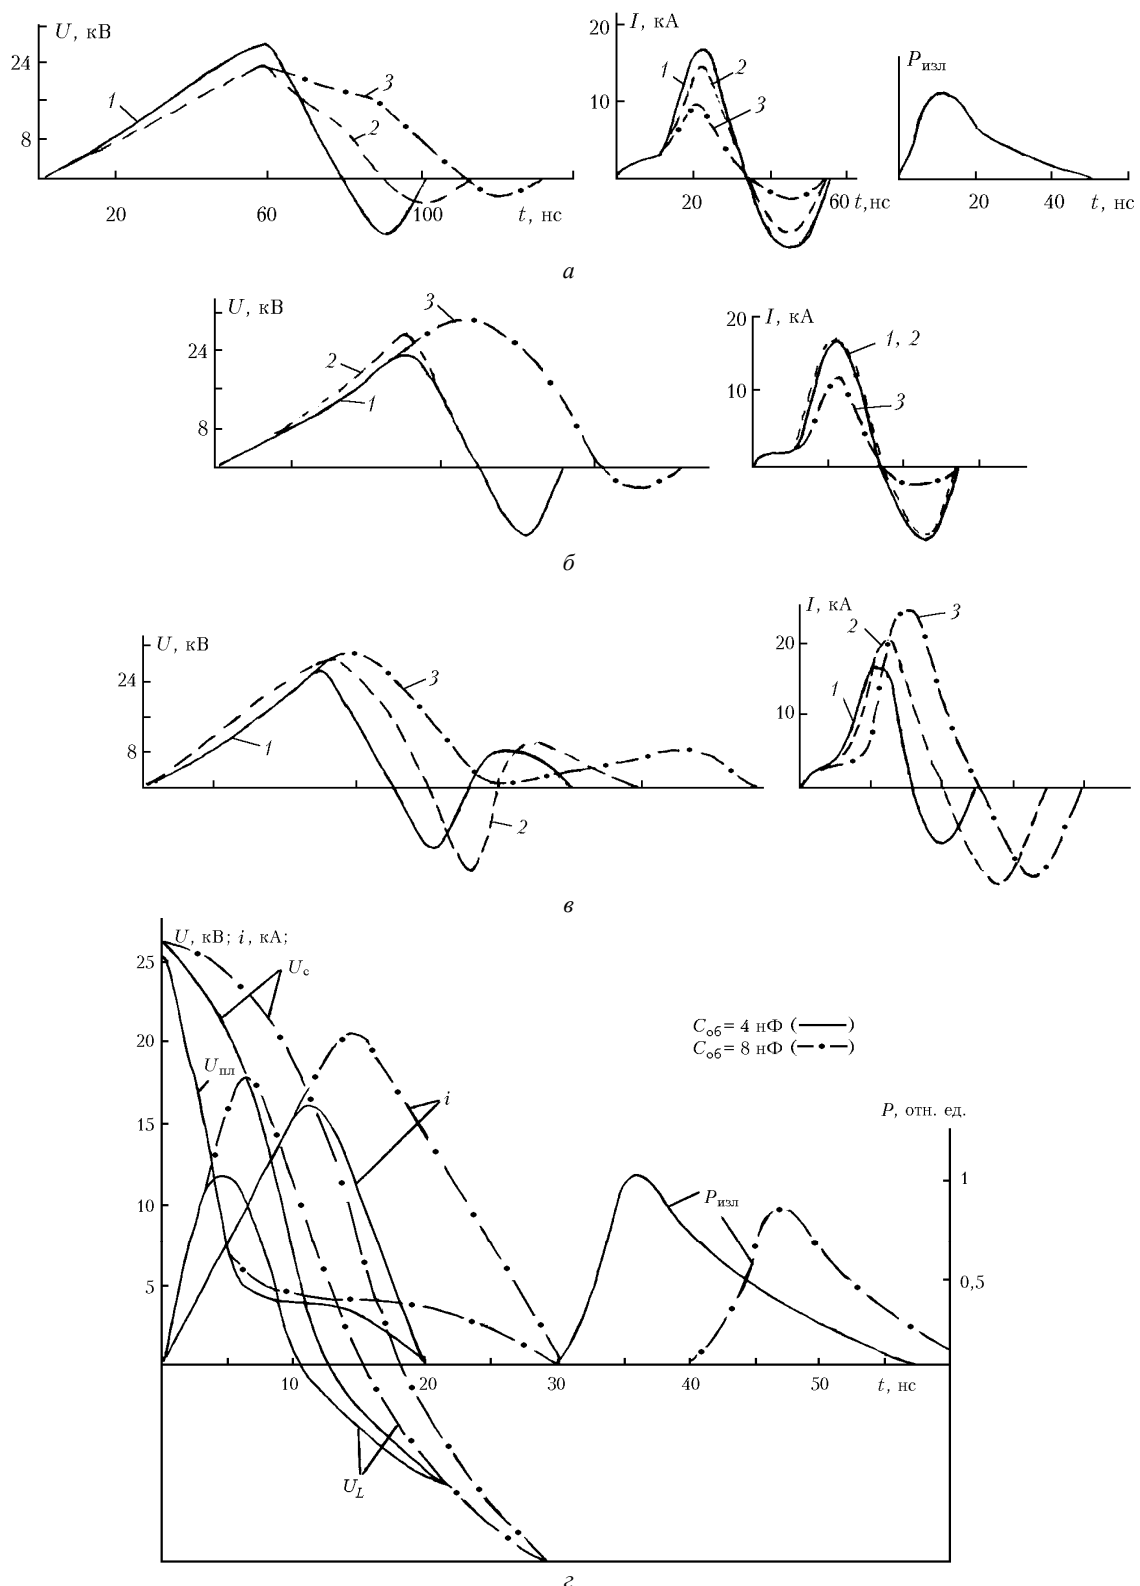 U, кВ
24
8
1
2
3
20
60
100
t, нс
I, кА
20
10
1
2
3
20
60 t, нс
Pизл
20
40
t, нс
а
U, кВ
24
8
1
2
3
I, кА
20
10
1, 2
3
б
U, кВ
24
8
1
2
3
I, кА
20
10
1
2
3
в
U, кВ; i, кА;
25
20
15
10
5
Uс
Uпл
i
Cоб = 4 нФ
Cоб = 8 нФ
P, отн. ед.
1
0,5
Pизл
10
20
30
40
50
t, нс
UL
г